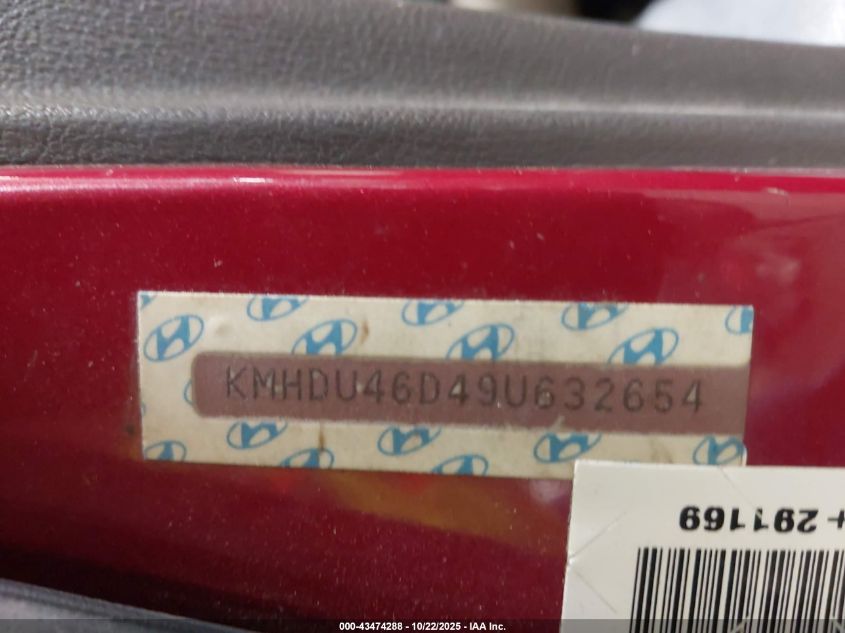 KMHDU46D49U632654
+ 291169
000-43474288 - 10/22/2025 - IAA Inc.